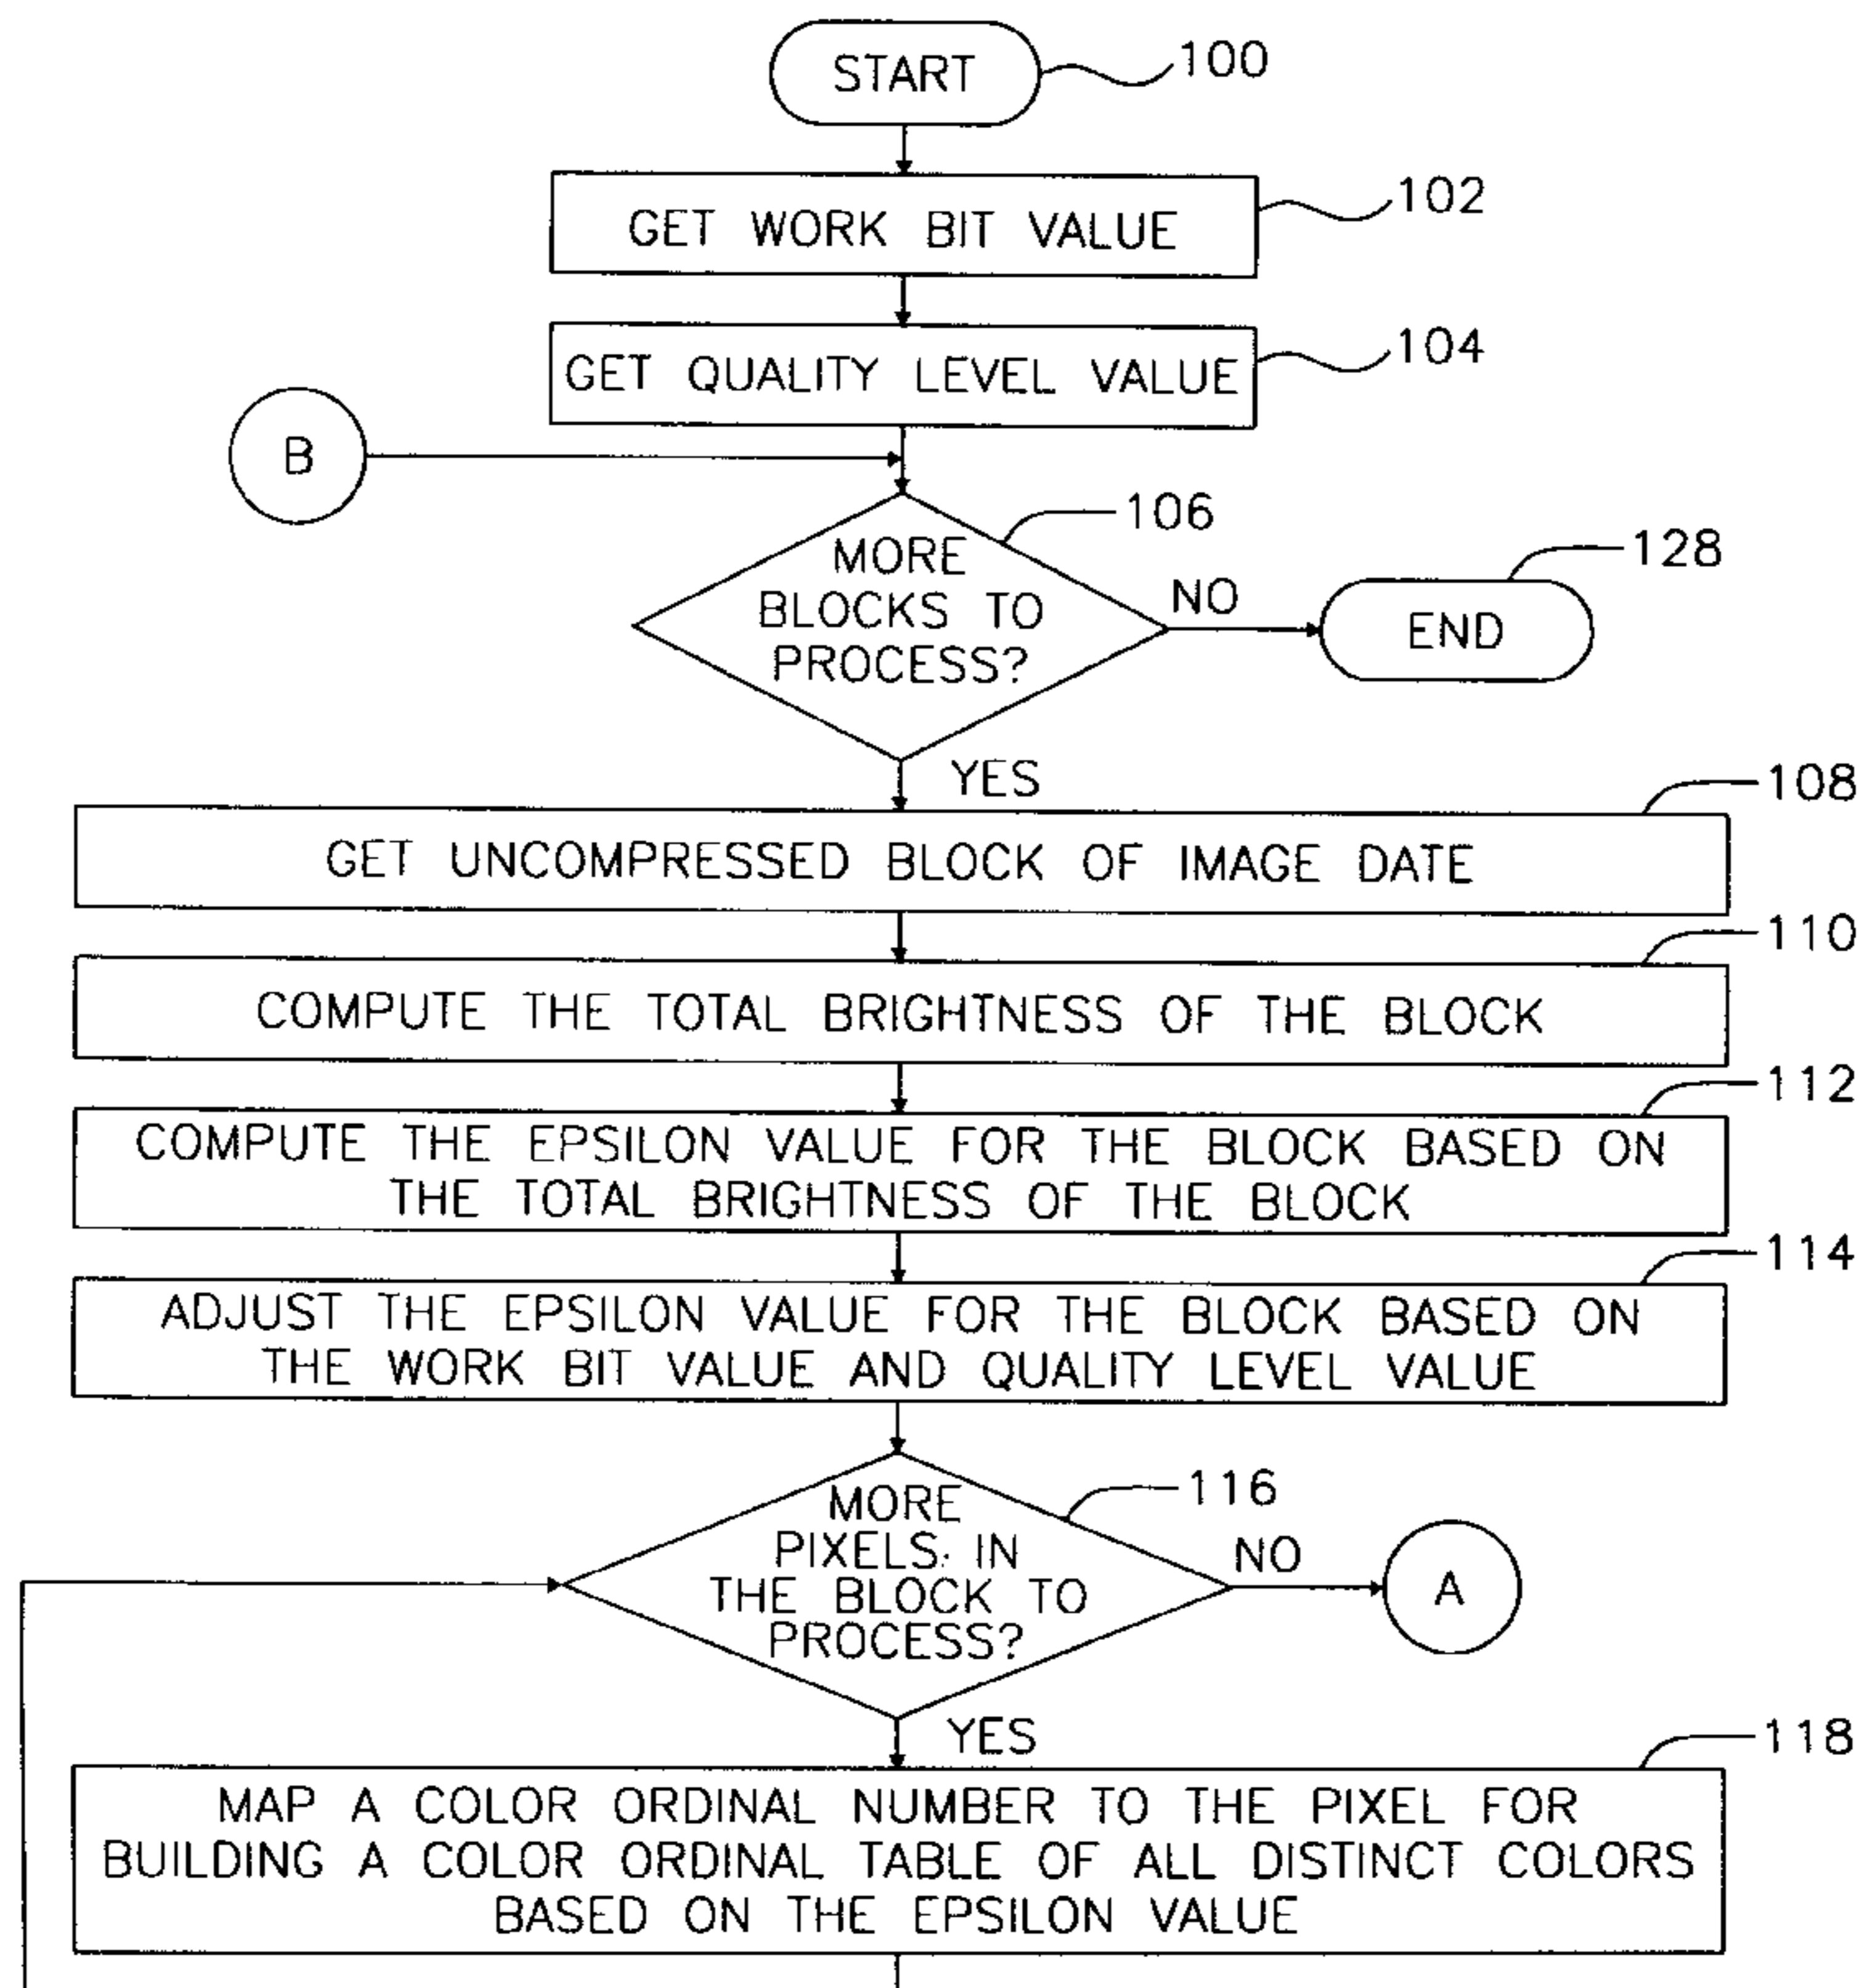 START
100
GET WORK BIT VALUE
102
GET QUALITY LEVEL VALUE
104
B
MORE
BLOCKS TO
PROCESS?
106
NO
END
128
YES
108
GET UNCOMPRESSED BLOCK OF IMAGE DATE
110
COMPUTE THE TOTAL BRIGHTNESS OF THE BLOCK
112
COMPUTE THE EPSILON VALUE FOR THE BLOCK BASED ON
THE TOTAL BRIGHTNESS OF THE BLOCK
114
ADJUST THE EPSILON VALUE FOR THE BLOCK BASED ON
THE WORK BIT VALUE AND QUALITY LEVEL VALUE
116
MORE
PIXELS IN
THE BLOCK TO
PROCESS?
NO
A
YES
118
MAP A COLOR ORDINAL NUMBER TO THE PIXEL FOR
BUILDING A COLOR ORDINAL TABLE OF ALL DISTINCT COLORS
BASED ON THE EPSILON VALUE